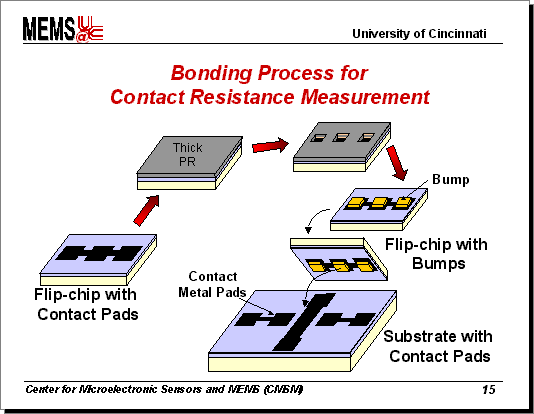 MEMS UC @
University of Cincinnati
Bonding Process for
Contact Resistance Measurement
Thick
PR
Bump
Flip-chip with
Bumps
Contact
Metal Pads
Flip-chip with
Contact Pads
Substrate with
Contact Pads
Center for Microelectronic Sensors and MEMS (CMSM)
15